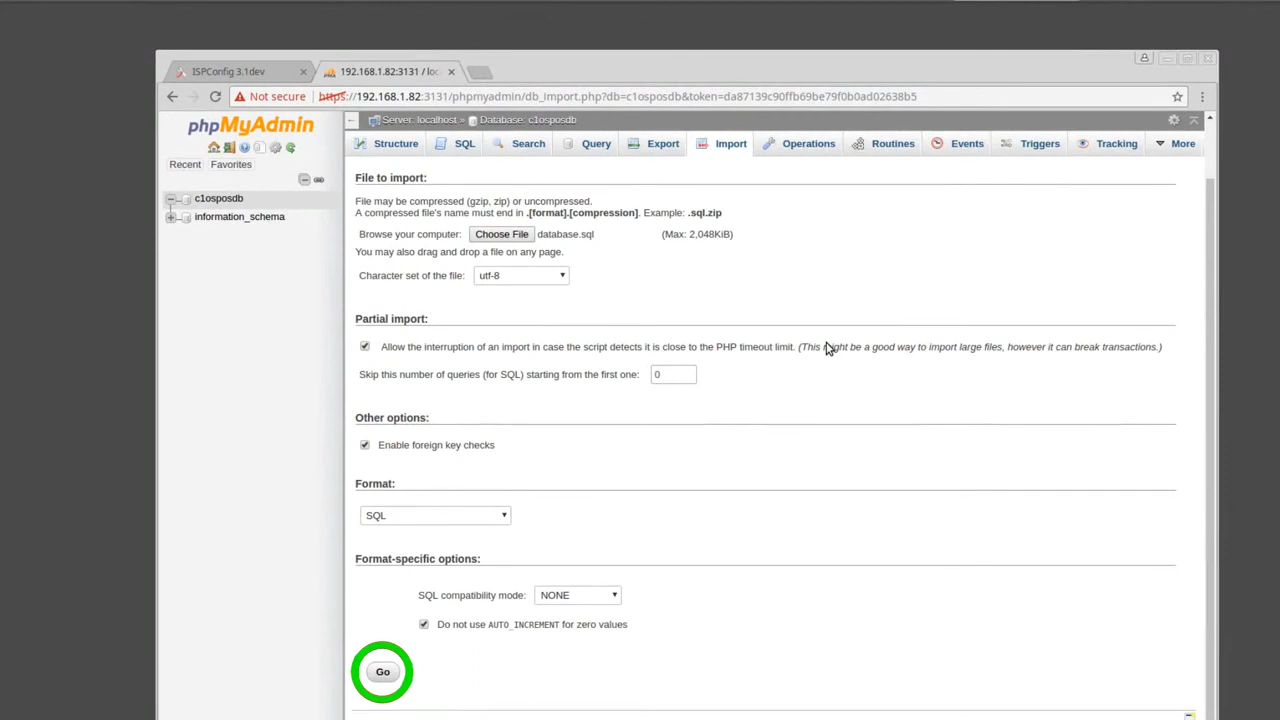 ISPConfig 3.1dev
192.168.1.82:3131 / loc
Not secure https://192.168.1.82:3131/phpmyadmin/db_import.php?db=c1osposdb&token=da87139c90ffb69be79f0b0ad02638b5
phpMyAdmin
Recent Favorites
c1osposdb
information_schema
Server: localhost » Database: c1osposdb
Structure SQL Search Query Export Import Operations Routines Events Triggers Tracking More
File to import:
File may be compressed (gzip, zip) or uncompressed.
A compressed file's name must end in .[format].[compression]. Example: .sql.zip
Browse your computer: Choose File database.sql (Max: 2,048KiB)
You may also drag and drop a file on any page.
Character set of the file: utf-8
Partial import:
Allow the interruption of an import in case the script detects it is close to the PHP timeout limit. (This might be a good way to import large files, however it can break transactions.)
Skip this number of queries (for SQL) starting from the first one: 0
Other options:
Enable foreign key checks
Format:
SQL
Format-specific options:
SQL compatibility mode: NONE
Do not use AUTO_INCREMENT for zero values
Go